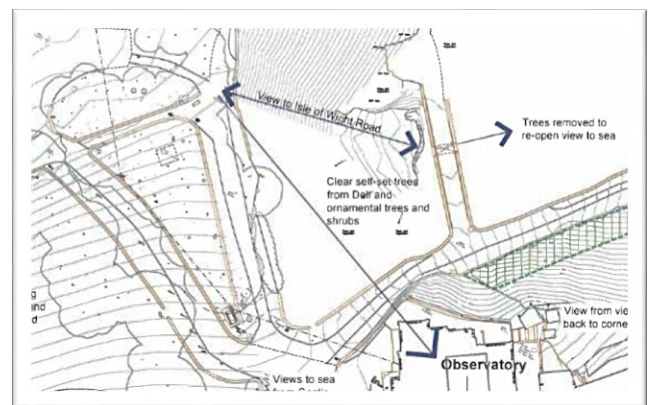 View to Isle of Wight Road
Trees removed
to re-open view to sea
Clear self-set trees
from Dell and
ornamental trees and
shrubs
View from vie
back to corne
Observatory
Views to sea